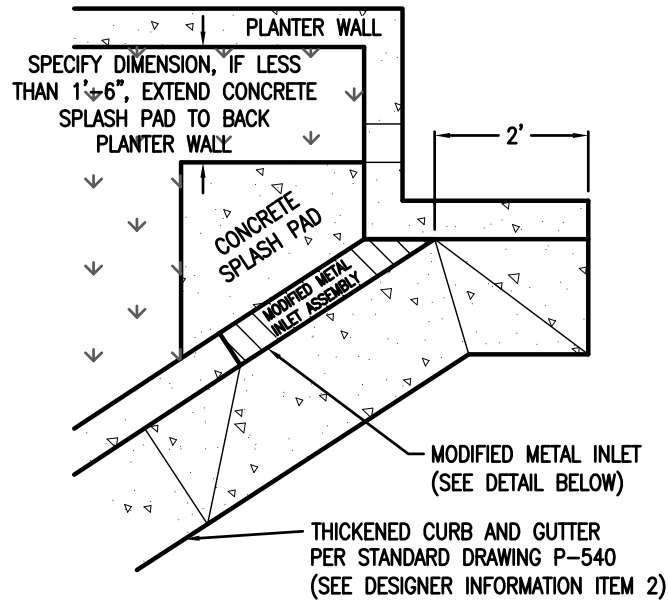 PLANTER WALL
SPECIFY DIMENSION, IF LESS
THAN 1'-6", EXTEND CONCRETE
SPLASH PAD TO BACK
PLANTER WALL
2'
CONCRETE
SPLASH PAD
MODIFIED METAL
INLET ASSEMBLY
MODIFIED METAL INLET
(SEE DETAIL BELOW)
THICKENED CURB AND GUTTER
PER STANDARD DRAWING P-540
(SEE DESIGNER INFORMATION ITEM 2)